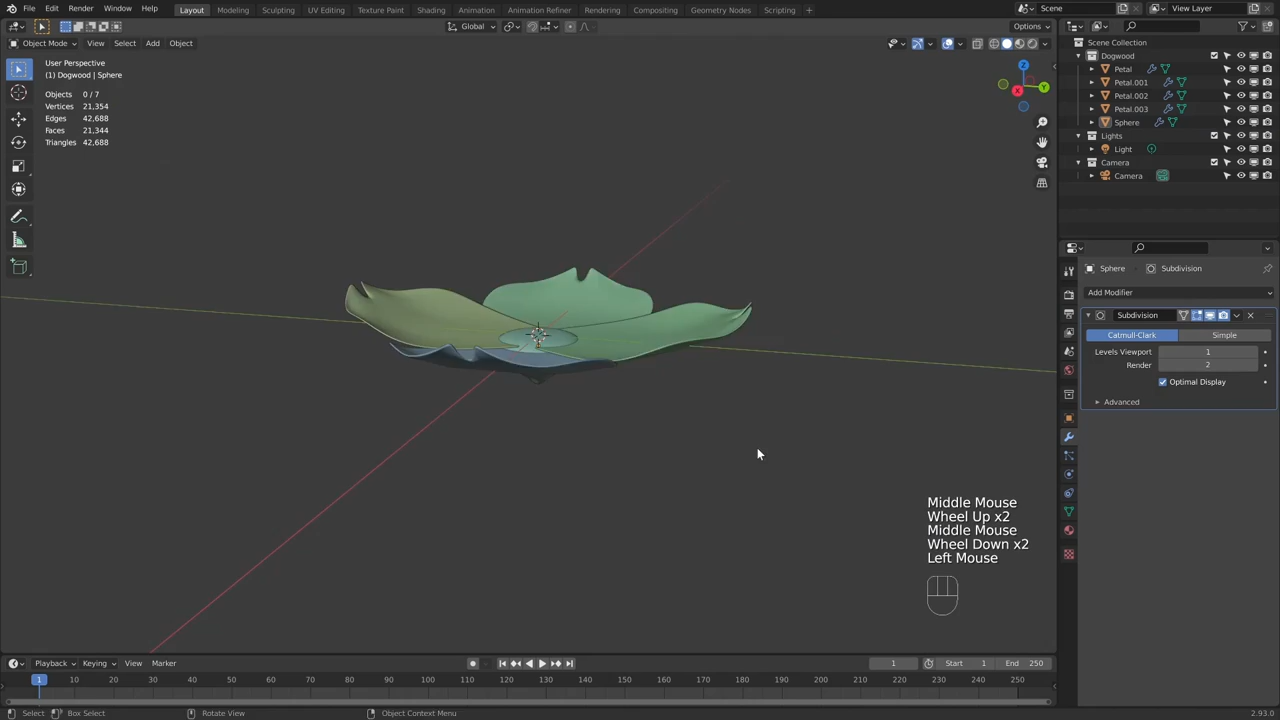 File Edit Render Window Help Layout Modeling Sculpting UV Editing Texture Paint Shading Animation Animation Refiner Rendering Compositing Geometry Nodes Scripting + Scene View Layer
Global Options
Object Mode View Select Add Object
Scene Collection
User Perspective
(1) Dogwood | Sphere
Objects 0 / 7
Vertices 21,354
Edges 42,688
Faces 21,344
Triangles 42,688
Z
Y
X
Dogwood
Petal
Petal.001
Petal.002
Petal.003
Sphere
Lights
Light
Camera
Camera
Sphere Subdivision
Add Modifier
Subdivision
Catmull-Clark Simple
Levels Viewport 1
Render 2
Optimal Display
Advanced
Middle Mouse
Wheel Up x2
Middle Mouse
Wheel Down x2
Left Mouse
Playback Keying View Marker 1 Start 1 End 250
1 10 20 30 40 50 60 70 80 90 100 110 120 130 140 150 160 170 180 190 200 210 220 230 240 250
Select Box Select Rotate View Object Context Menu 2.93.0